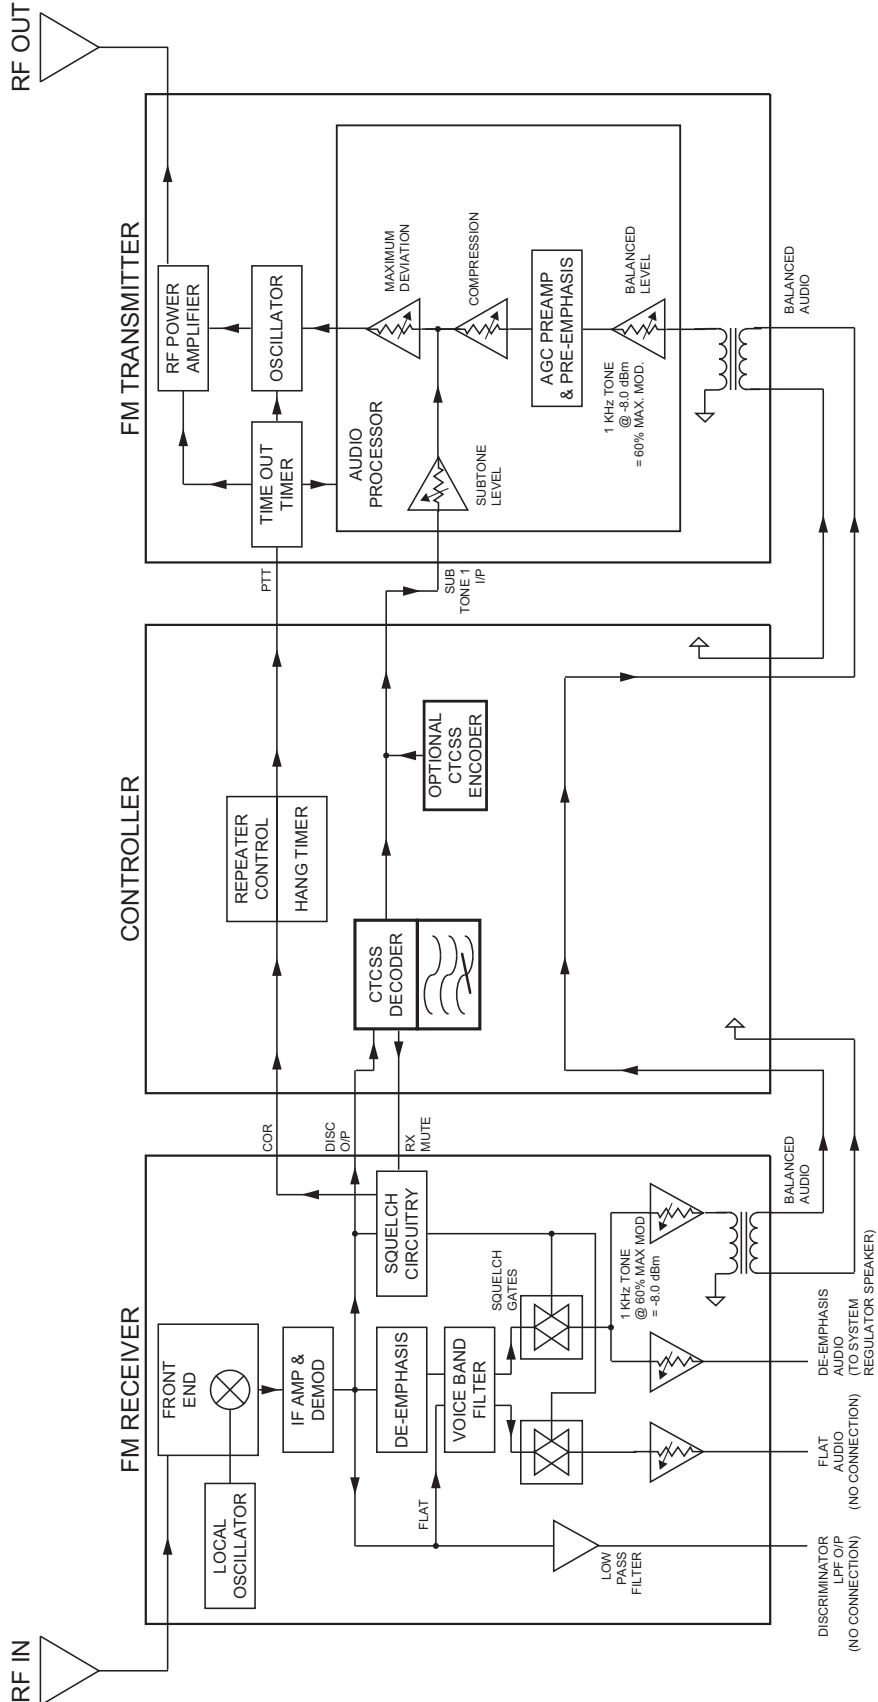 RF IN
RF OUT
FM RECEIVER
FRONT
END
LOCAL
OSCILLATOR
IF AMP &
DEMOD
DE-EMPHASIS
FLAT
VOICE BAND
FILTER
SQUELCH
CIRCUITRY
SQUELCH
GATES
LOW
PASS
FILTER
1 KHz TONE
@ 60% MAX MOD
= -8.0 dBm
DISCRIMINATOR
LPF O/P
(NO CONNECTION)
FLAT
AUDIO
(NO CONNECTION)
DE-EMPHASIS
AUDIO
(TO SYSTEM
REGULATOR SPEAKER)
BALANCED
AUDIO
COR
DISC
O/P
RX
MUTE
CONTROLLER
REPEATER
CONTROL
HANG TIMER
CTCSS
DECODER
OPTIONAL
CTCSS
ENCODER
PTT
SUB
TONE 1
I/P
FM TRANSMITTER
RF POWER
AMPLIFIER
TIME OUT
TIMER
OSCILLATOR
AUDIO
PROCESSOR
MAXIMUM
DEVIATION
SUBTONE
LEVEL
COMPRESSION
AGC PREAMP
& PRE-EMPHASIS
1 KHz TONE
@ -8.0 dBm
= 60% MAX. MOD.
BALANCED
LEVEL
BALANCED
AUDIO